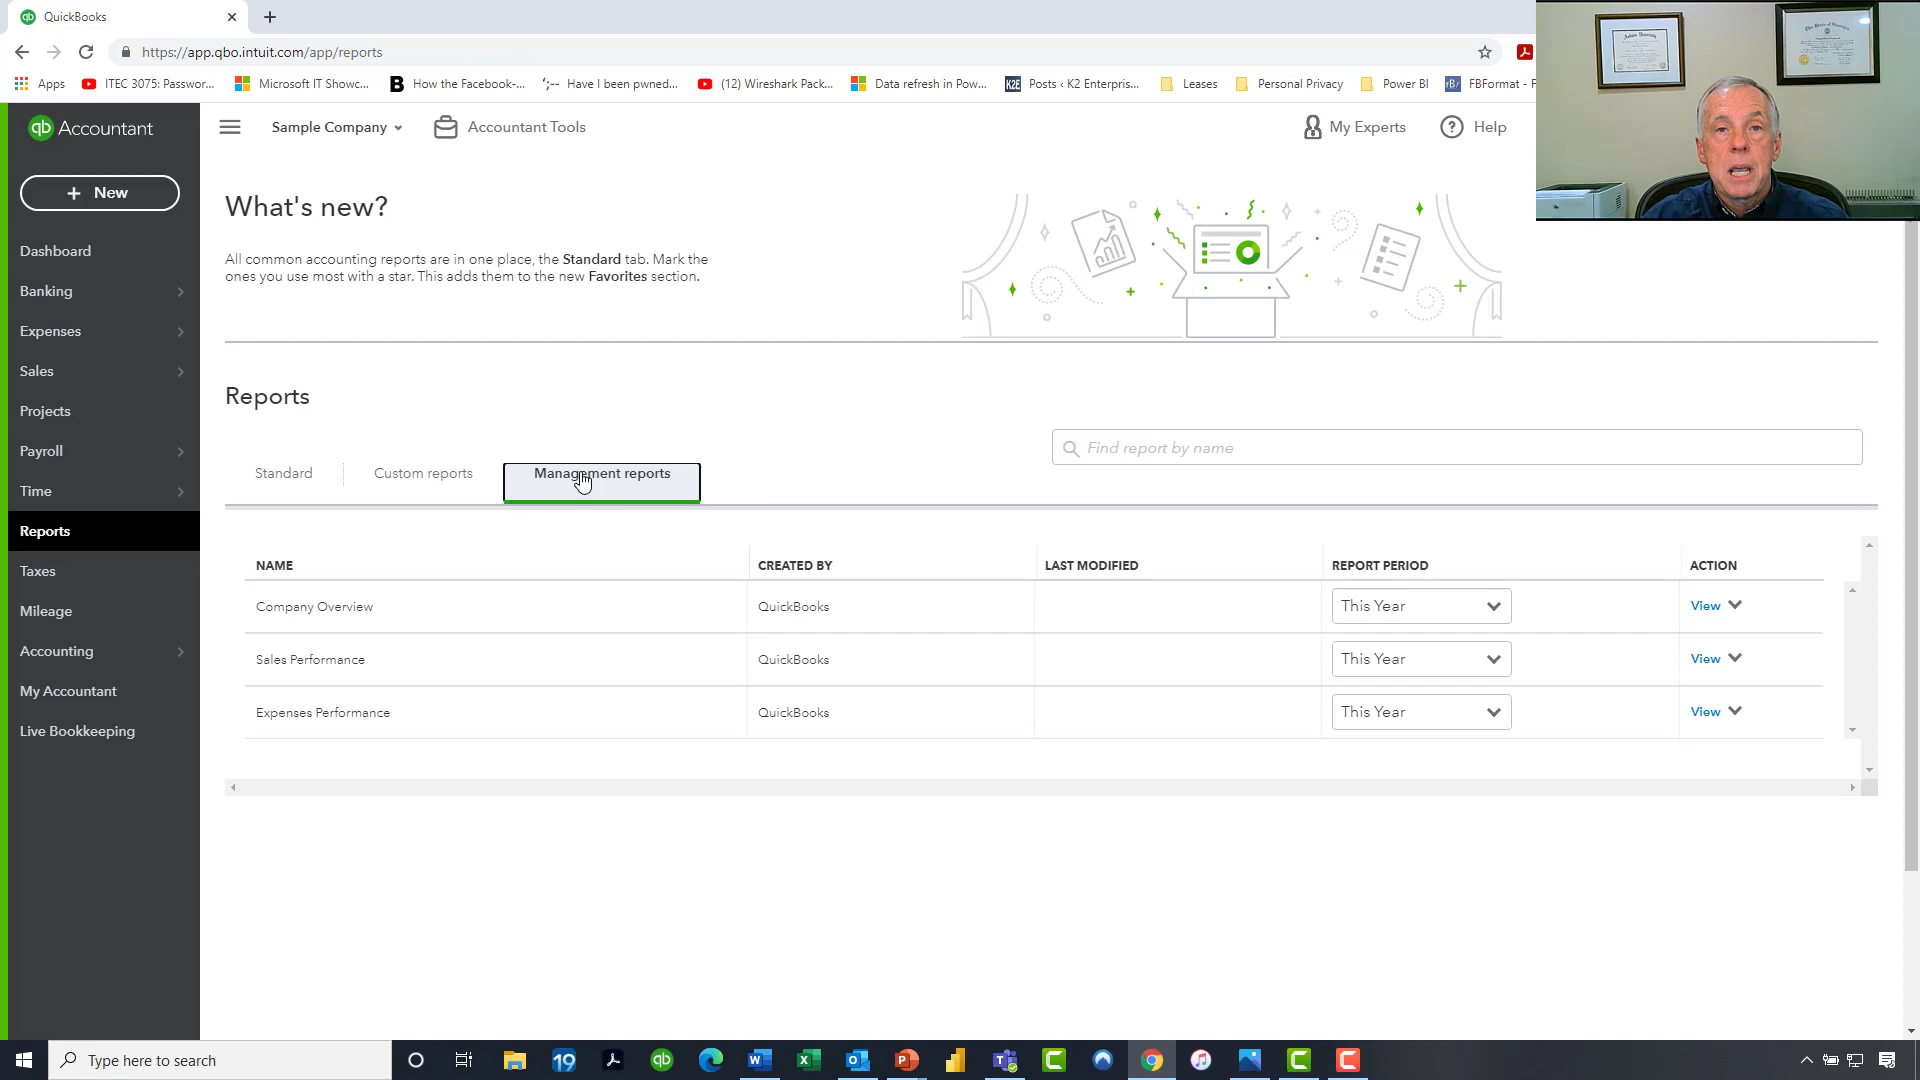 QuickBooks
https://app.qbo.intuit.com/app/reports
Apps
ITEC 3075: Passwor...
Microsoft IT Showc...
How the Facebook-...
Have I been pwned...
(12) Wireshark Pack...
Data refresh in Pow...
Posts ‹ K2 Enterpris...
Leases
Personal Privacy
Power BI
FBFormat - F
qb Accountant
Sample Company
Accountant Tools
My Experts
Help
+ New
What's new?
All common accounting reports are in one place, the Standard tab. Mark the
ones you use most with a star. This adds them to the new Favorites section.
Dashboard
Banking
Expenses
Sales
Projects
Payroll
Time
Reports
Taxes
Mileage
Accounting
My Accountant
Live Bookkeeping
Reports
Find report by name
Standard
Custom reports
Management reports
NAME CREATED BY LAST MODIFIED REPORT PERIOD ACTION
Company Overview QuickBooks This Year View
Sales Performance QuickBooks This Year View
Expenses Performance QuickBooks This Year View
Type here to search
19